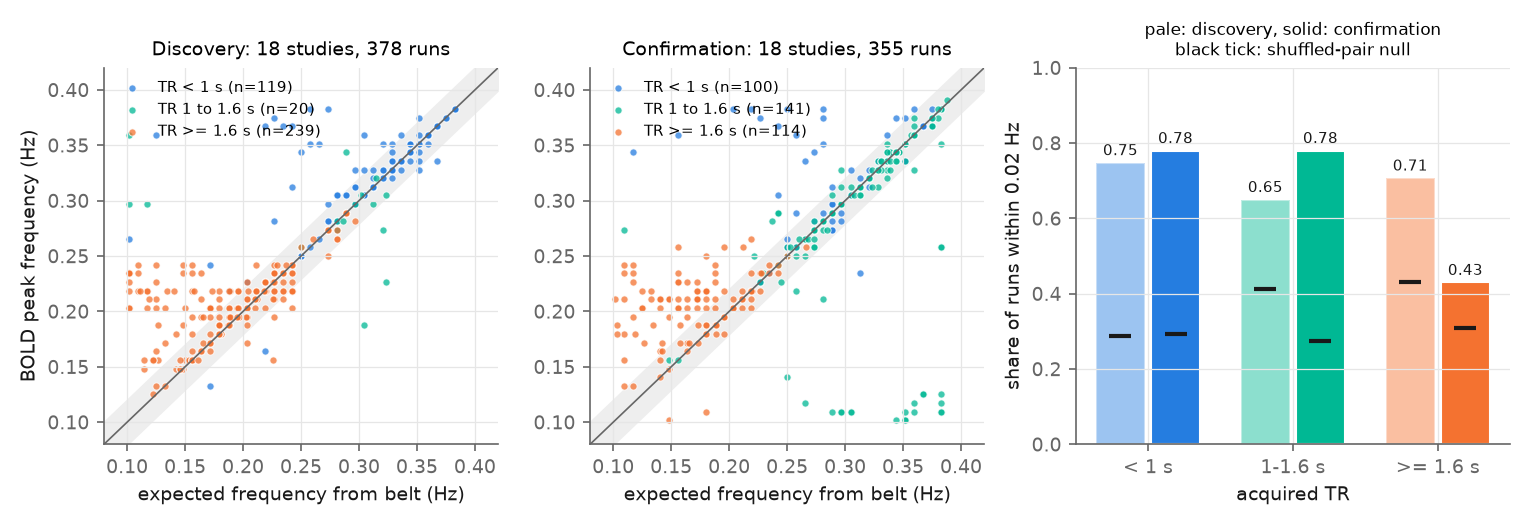 Discovery: 18 studies, 378 runs
TR < 1 s (n=119)
TR 1 to 1.6 s (n=20)
TR >= 1.6 s (n=239)
BOLD peak frequency (Hz)
0.40
0.35
0.30
0.25
0.20
0.15
0.10
0.10 0.15 0.20 0.25 0.30 0.35 0.40
expected frequency from belt (Hz)
Confirmation: 18 studies, 355 runs
TR < 1 s (n=100)
TR 1 to 1.6 s (n=141)
TR >= 1.6 s (n=114)
0.40
0.35
0.30
0.25
0.20
0.15
0.10
0.10 0.15 0.20 0.25 0.30 0.35 0.40
expected frequency from belt (Hz)
pale: discovery, solid: confirmation
black tick: shuffled-pair null
share of runs within 0.02 Hz
1.0
0.8
0.6
0.4
0.2
0.0
0.75 0.78 0.65 0.78 0.71 0.43
< 1 s 1-1.6 s >= 1.6 s
acquired TR